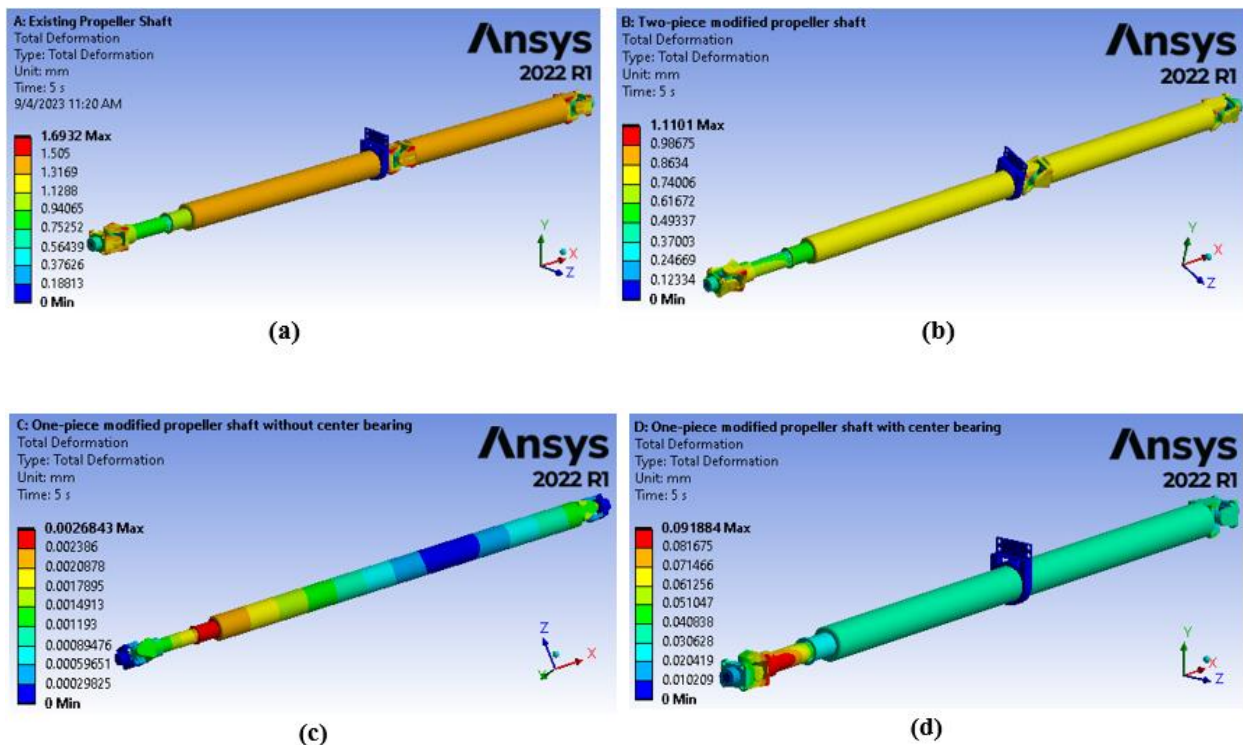 A: Existing Propeller Shaft
Total Deformation
Type: Total Deformation
Unit: mm
Time: 5 s
9/4/2023 11:20 AM
Ansys
2022 R1
1.6932 Max
1.505
1.3169
1.1288
0.94065
0.75252
0.56439
0.37626
0.18813
0 Min
Y
X
Z
(a)
B: Two-piece modified propeller shaft
Total Deformation
Type: Total Deformation
Unit: mm
Time: 5 s
Ansys
2022 R1
1.1101 Max
0.98675
0.8634
0.74006
0.61672
0.49337
0.37003
0.24669
0.12334
0 Min
Y
X
Z
(b)
C: One-piece modified propeller shaft without center bearing
Total Deformation
Type: Total Deformation
Unit: mm
Time: 5 s
Ansys
2022 R1
0.0026843 Max
0.002386
0.0020878
0.0017895
0.0014913
0.001193
0.00089476
0.00059651
0.00029825
0 Min
Z
X
Y
(c)
D: One-piece modified propeller shaft with center bearing
Total Deformation
Type: Total Deformation
Unit: mm
Time: 5 s
Ansys
2022 R1
0.091884 Max
0.081675
0.071466
0.061256
0.051047
0.040838
0.030628
0.020419
0.010209
0 Min
Y
X
Z
(d)